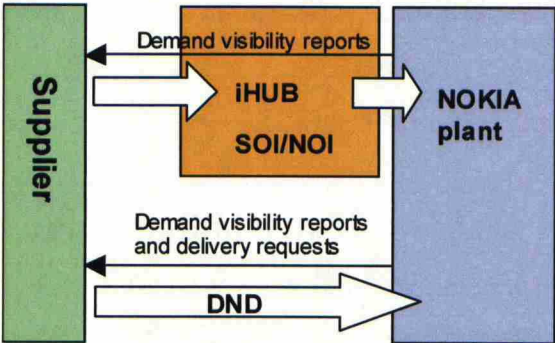 Supplier
Demand visibility reports
iHUB
SOI/NOI
NOKIA
plant
Demand visibility reports
and delivery requests
DND